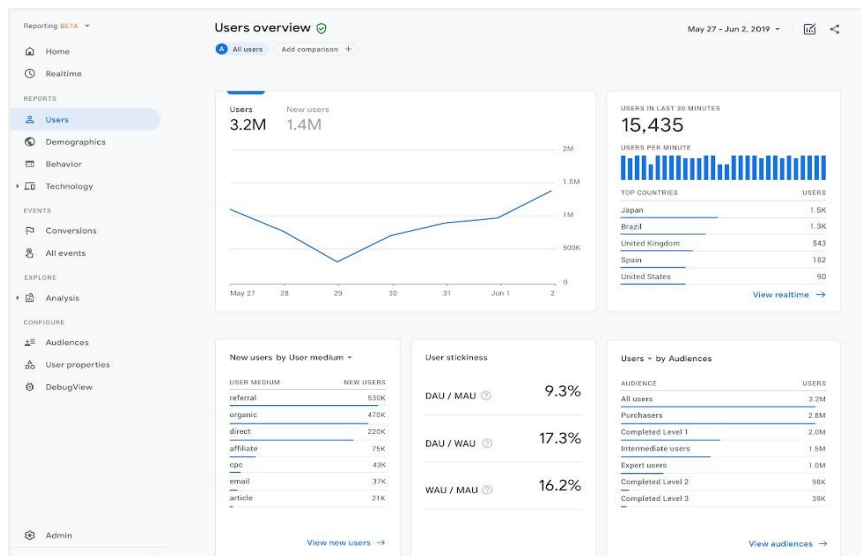 Reporting BETA
Home
Realtime
REPORTS
Users
Demographics
Behavior
Technology
EVENTS
Conversions
All events
EXPLORE
Analysis
CONFIGURE
Audiences
User properties
DebugView
Admin
Users overview
May 27 - Jun 2, 2019
A All users
Add comparison +
Users
3.2M
New users
1.4M
2M
1.5M
1M
500K
0
May 27 28 29 30 31 Jun 1 2
USERS IN LAST 30 MINUTES
15,435
USERS PER MINUTE
TOP COUNTRIES USERS
Japan 1.5K
Brazil 1.3K
United Kingdom 543
Spain 182
United States 90
View realtime →
New users by User medium
USER MEDIUM NEW USERS
referral 530K
organic 470K
direct 220K
affiliate 75K
cpc 43K
email 37K
article 21K
View new users →
User stickiness
DAU / MAU 9.3%
DAU / WAU 17.3%
WAU / MAU 16.2%
Users by Audiences
AUDIENCE USERS
All users 3.2M
Purchasers 2.8M
Completed Level 1 2.0M
Intermediate users 1.5M
Expert users 1.0M
Completed Level 2 98K
Completed Level 3 39K
View audiences →